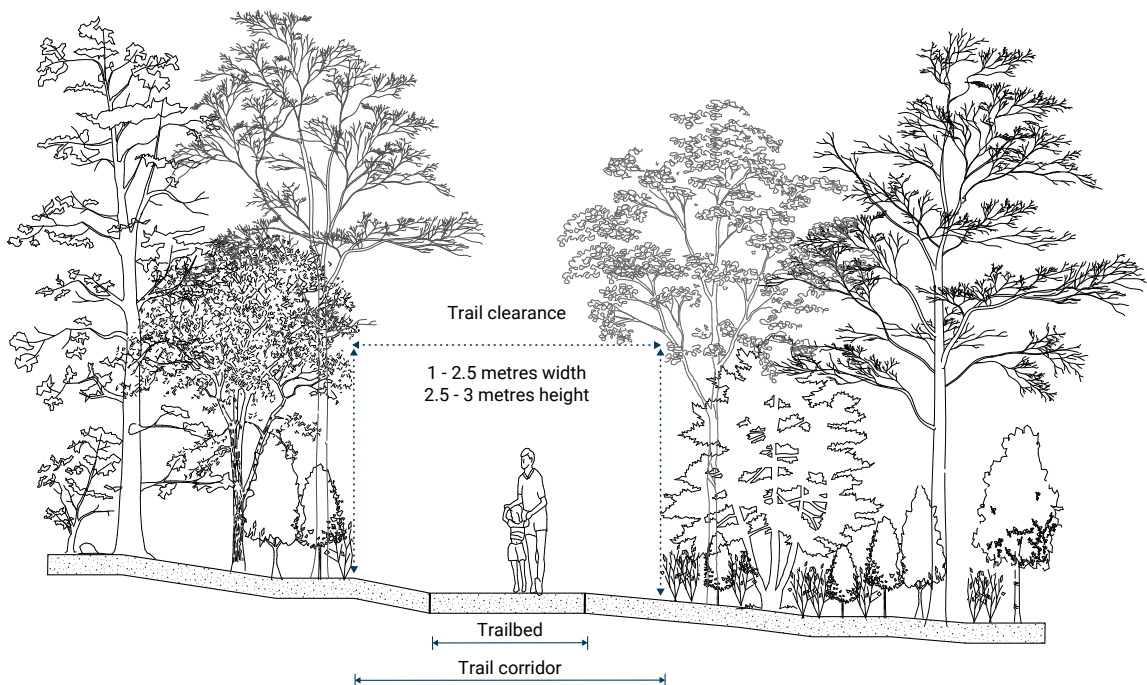 Trail clearance
1 - 2.5 metres width
2.5 - 3 metres height
Trailbed
Trail corridor